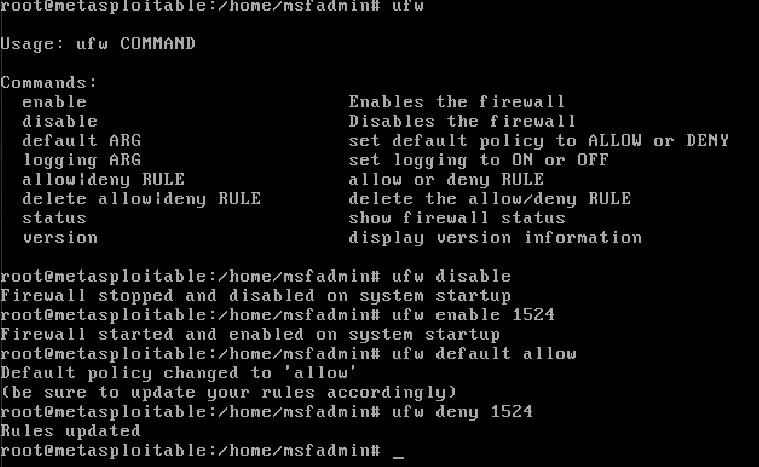 root@metasploitable:/home/msfadmin# ufw
Usage: ufw COMMAND
Commands:
  enable                        Enables the firewall
  disable                       Disables the firewall
  default ARG                   set default policy to ALLOW or DENY
  logging ARG                   set logging to ON or OFF
  allow|deny RULE               allow or deny RULE
  delete allow|deny RULE        delete the allow/deny RULE
  status                        show firewall status
  version                       display version information
root@metasploitable:/home/msfadmin# ufw disable
Firewall stopped and disabled on system startup
root@metasploitable:/home/msfadmin# ufw enable 1524
Firewall started and enabled on system startup
root@metasploitable:/home/msfadmin# ufw default allow
Default policy changed to 'allow'
(be sure to update your rules accordingly)
root@metasploitable:/home/msfadmin# ufw deny 1524
Rules updated
root@metasploitable:/home/msfadmin# _